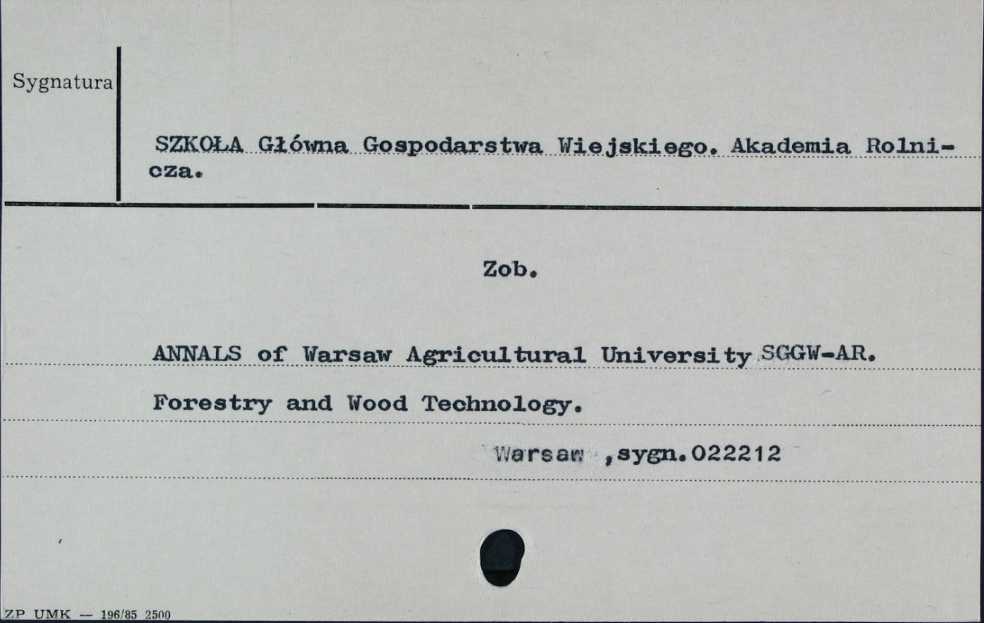 Sygnatura
SZKOŁA Główna Gospodarstwa Wiejskiego. Akademia Rolni-
cza.
Zob.
ANNALS of Warsaw Agricultural University SGGW-AR.
Forestry and Wood Technology.
Warsaw ,sygn.022212
ZP UMK — 196/85 2500